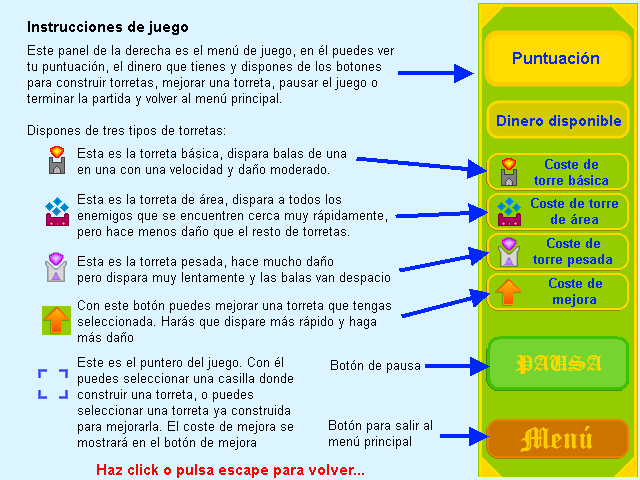 Instrucciones de juego
Este panel de la derecha es el menú de juego, en él puedes ver
tu puntuación, el dinero que tienes y dispones de los botones
para construir torretas, mejorar una torreta, pausar el juego o
terminar la partida y volver al menú principal.
Dispones de tres tipos de torretas:
Esta es la torreta básica, dispara balas de una
en una con una velocidad y daño moderado.
Esta es la torreta de área, dispara a todos los
enemigos que se encuentren cerca muy rápidamente,
pero hace menos daño que el resto de torretas.
Esta es la torreta pesada, hace mucho daño
pero dispara muy lentamente y las balas van despacio
Con este botón puedes mejorar una torreta que tengas
seleccionada. Harás que dispare más rápido y haga
más daño
Este es el puntero del juego. Con él
puedes seleccionar una casilla donde
construir una torreta, o puedes
seleccionar una torreta ya construida
para mejorarla. El coste de mejora se
mostrará en el botón de mejora
Botón de pausa
Botón para salir al
menú principal
Haz click o pulsa escape para volver...
Puntuación
Dinero disponible
Coste de
torre básica
Coste de torre
de área
Coste de
torre pesada
Coste de
mejora
PAUSA
Menú